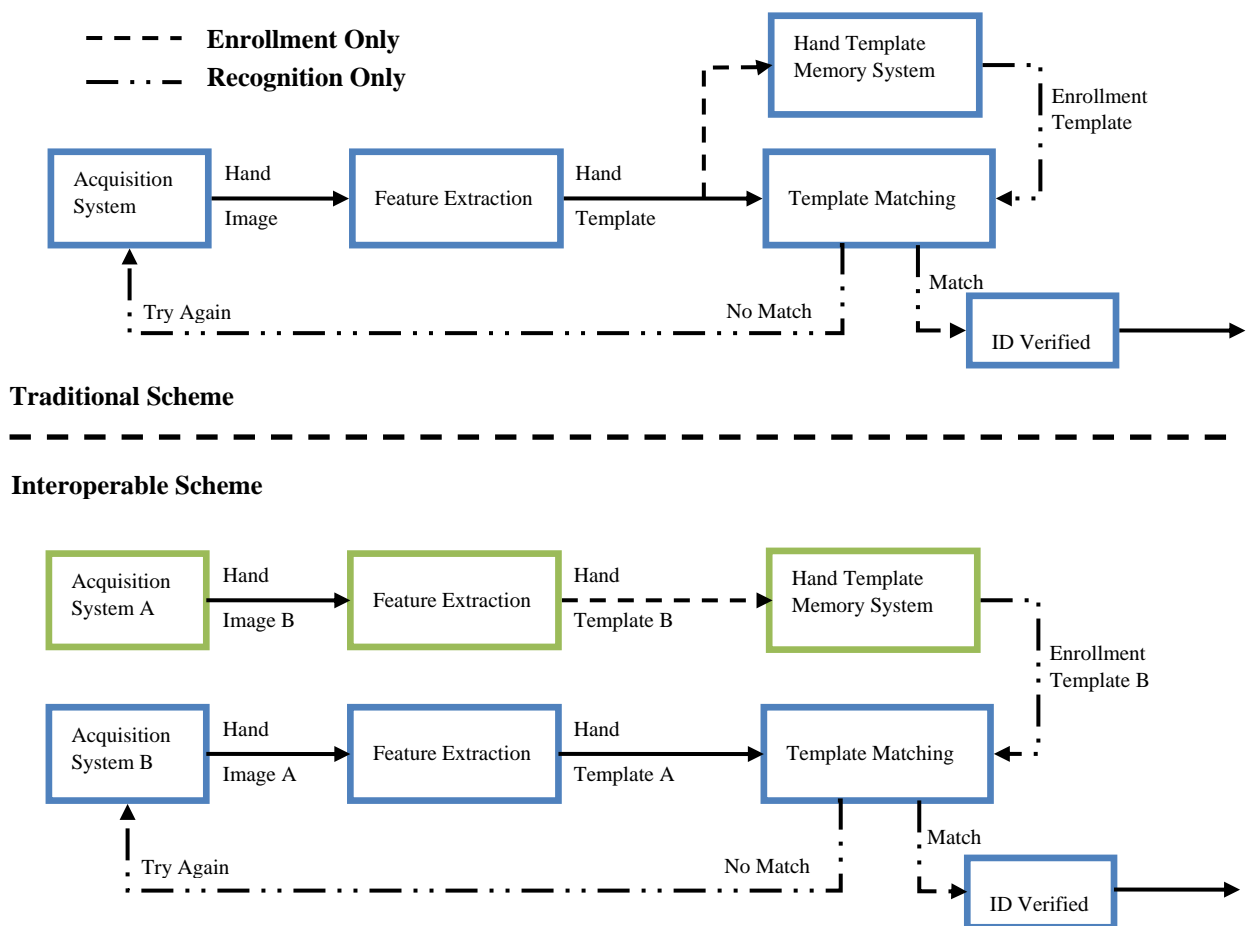 Enrollment Only
Recognition Only
Hand Template
Memory System
Enrollment
Template
Acquisition
System
Hand
Image
Feature Extraction
Hand
Template
Template Matching
Try Again
No Match
Match
ID Verified
Traditional Scheme
Interoperable Scheme
Acquisition
System A
Hand
Image B
Feature Extraction
Hand
Template B
Hand Template
Memory System
Enrollment
Template B
Acquisition
System B
Hand
Image A
Feature Extraction
Hand
Template A
Template Matching
Try Again
No Match
Match
ID Verified